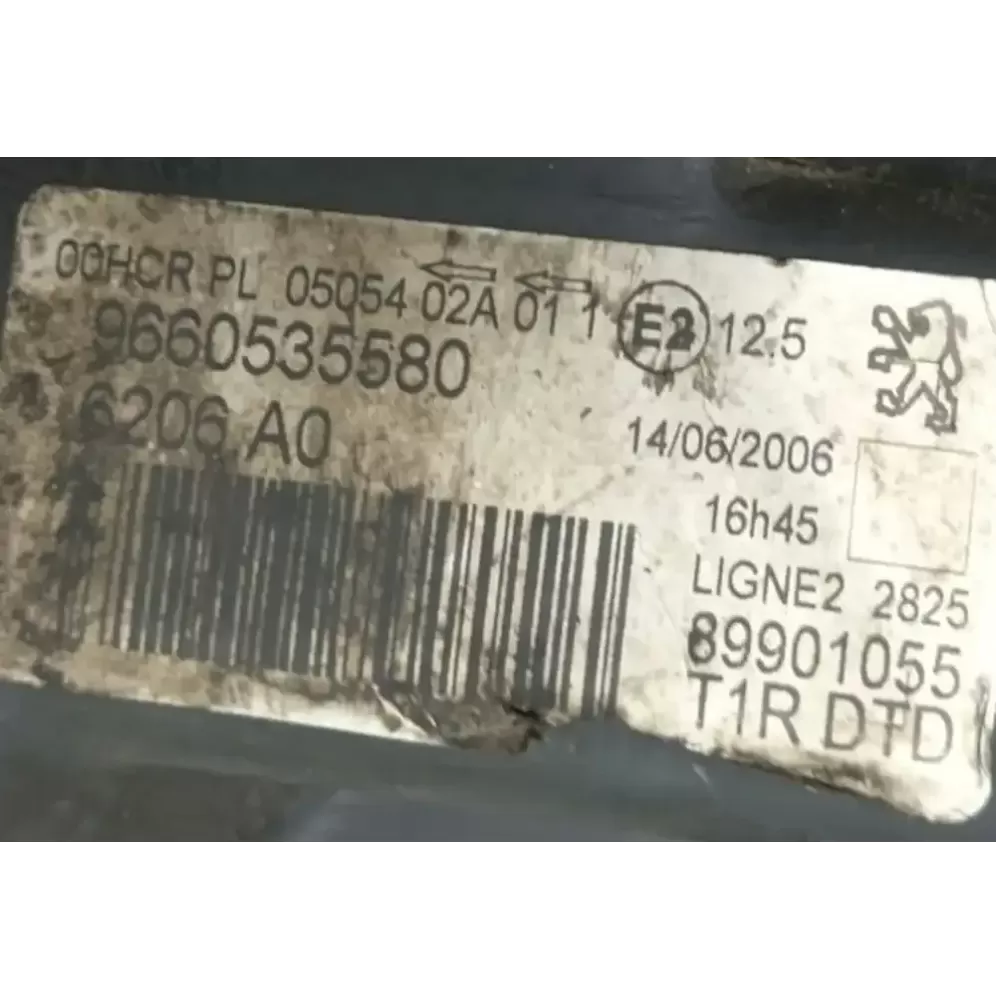 00HCR PL 05054 02A 01 1 E2 12.5
9660535580
6206 A0
14/06/2006
16h45
LIGNE2 2825
89901055
T1R DTD